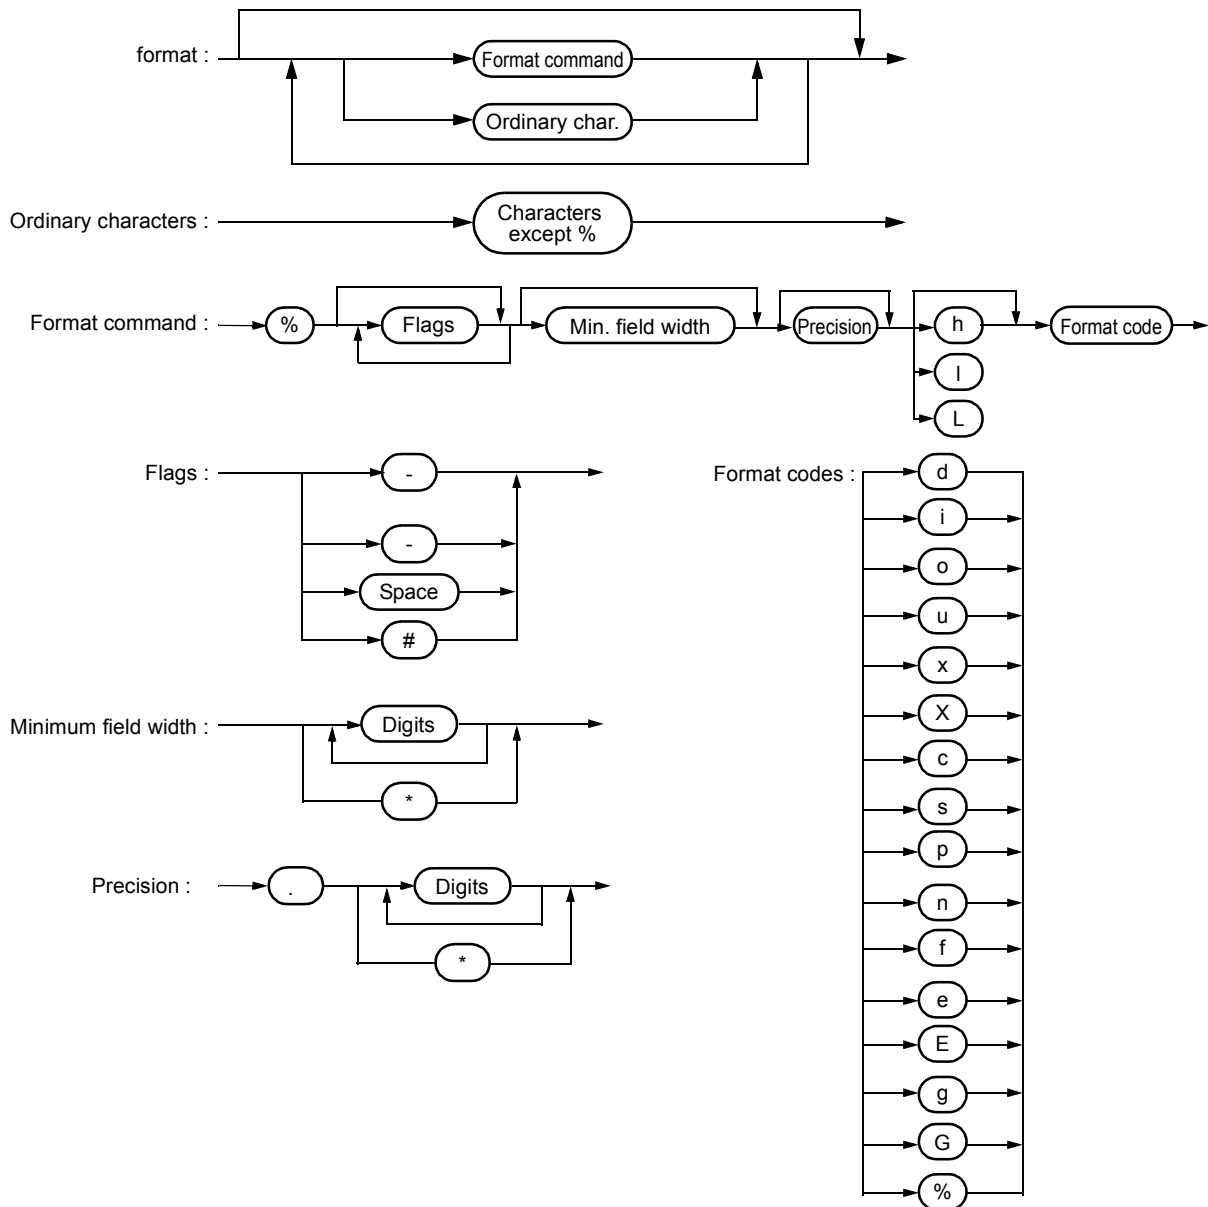 format :
Format command
Ordinary char.
Ordinary characters :
Characters
except %
Format command :
%
Flags
Min. field width
Precision
h
l
L
Format code
Flags :
-
-
Space
#
Minimum field width :
Digits
*
Precision :
.
Digits
*
Format codes :
d
i
o
u
x
X
c
s
p
n
f
e
E
g
G
%